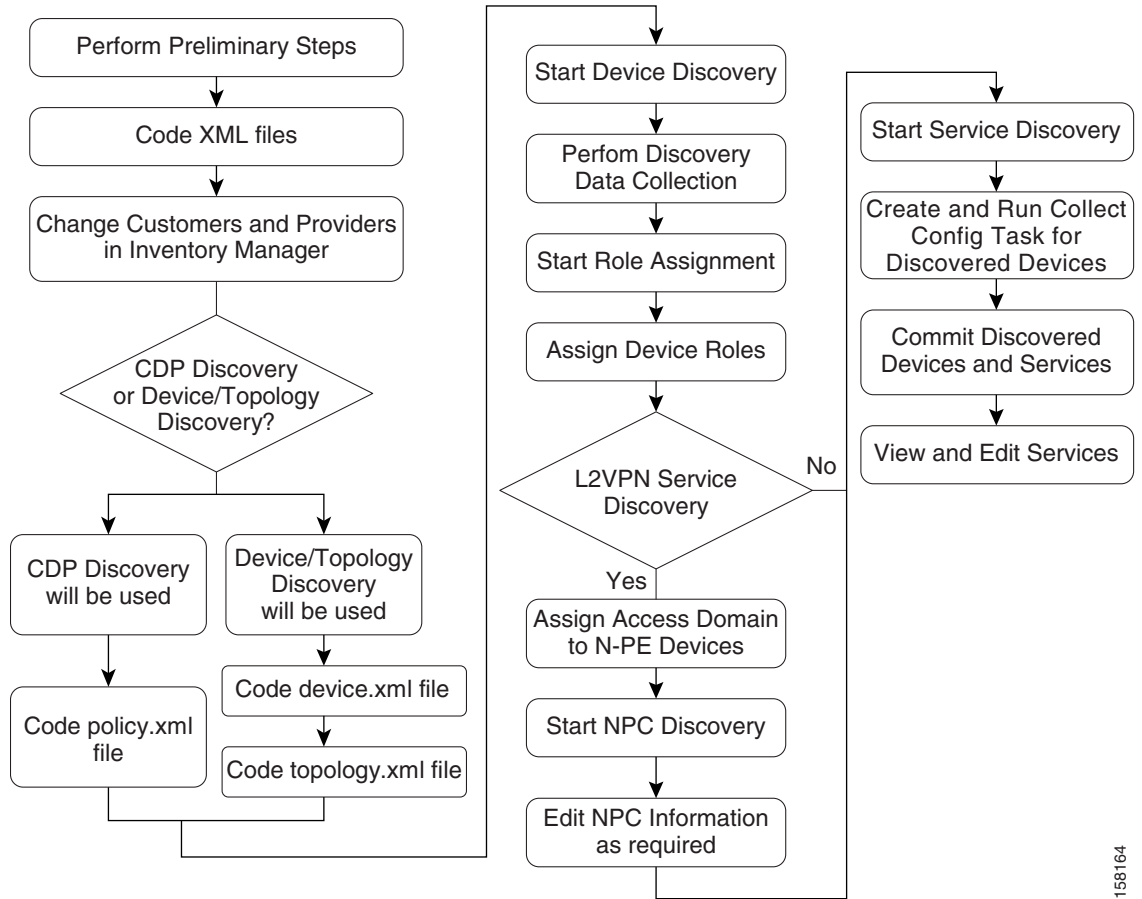 Perform Preliminary Steps
Code XML files
Change Customers and Providers
in Inventory Manager
CDP Discovery
or Device/Topology
Discovery?
CDP Discovery
will be used
Device/Topology
Discovery
will be used
Code policy.xml
file
Code device.xml file
Code topology.xml file
Start Device Discovery
Perfom Discovery
Data Collection
Start Role Assignment
Assign Device Roles
L2VPN Service
Discovery
No
Yes
Assign Access Domain
to N-PE Devices
Start NPC Discovery
Edit NPC Information
as required
Start Service Discovery
Create and Run Collect
Config Task for
Discovered Devices
Commit Discovered
Devices and Services
View and Edit Services
158164